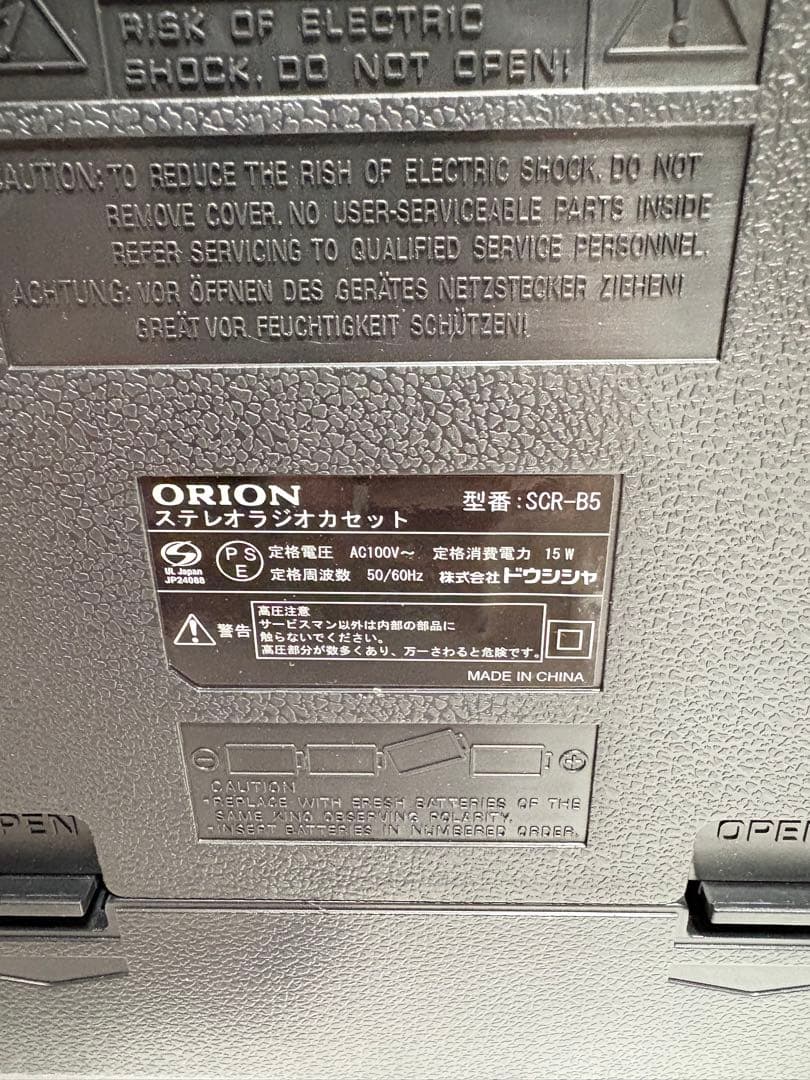 RISK OF ELECTRIC
SHOCK. DO NOT OPEN!
CAUTION: TO REDUCE THE RISH OF ELECTRIC SHOCK. DO NOT
REMOVE COVER. NO USER-SERVICEABLE PARTS INSIDE
REFER SERVICING TO QUALIFIED SERVICE PERSONNEL.
ACHTUNG: VOR ÖFFNEN DES GERÄTES NETZSTECKER ZIEHEN!
GREÄT VOR FEUCHTIGKEIT SCHÜTZEN!
ORION 型番:SCR-B5
ステレオラジオカセット
定格電圧 AC100V～ 定格消費電力 15W
定格周波数 50/60Hz 株式会社ドウシシャ
UL Japan
JP24088
PSE
警告
高圧注意
サービスマン以外は内部の部品に
触らないでください。
高圧部分が数多くあり、万一さわると危険です。
MADE IN CHINA
CAUTION
-REPLACE WITH FRESH BATTERIES OF THE
SAME KIND OBSERVING POLARITY.
-INSERT BATTERIES IN NUMBERED ORDER.
OPEN
OPEN